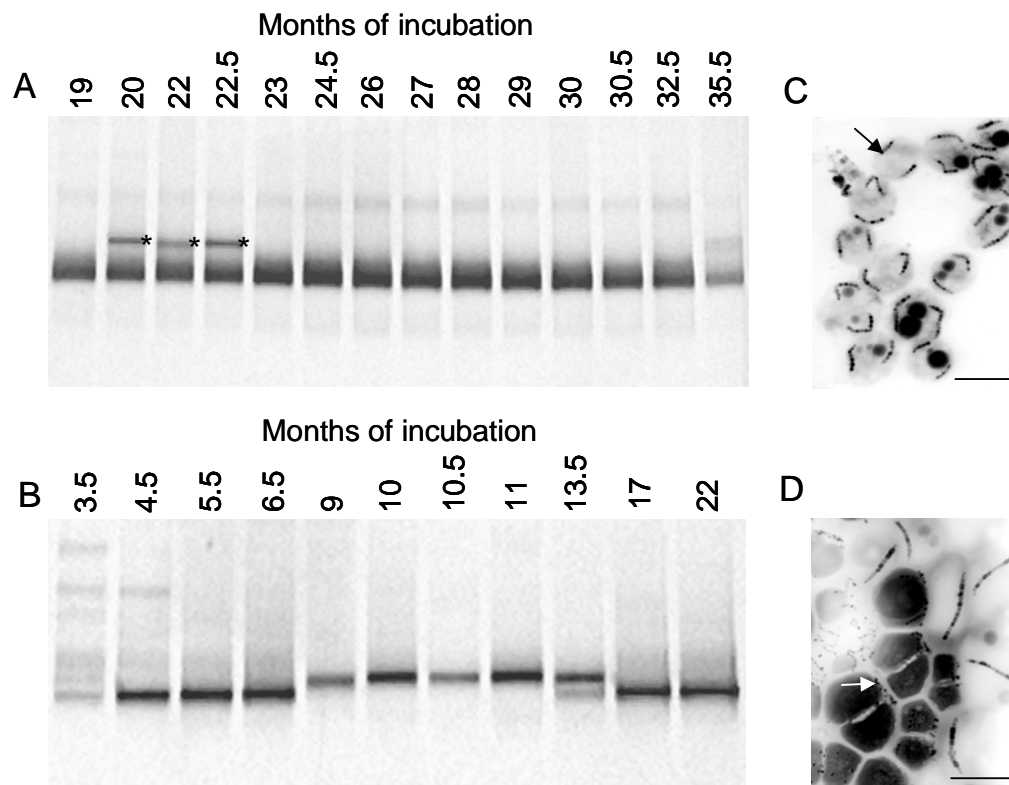 Months of incubation
A 19 20 22 22.5 23 24.5 26 27 28 29 30 30.5 32.5 35.5 C
* * *
Months of incubation
B 3.5 4.5 5.5 6.5 9 10 10.5 11 13.5 17 22 D